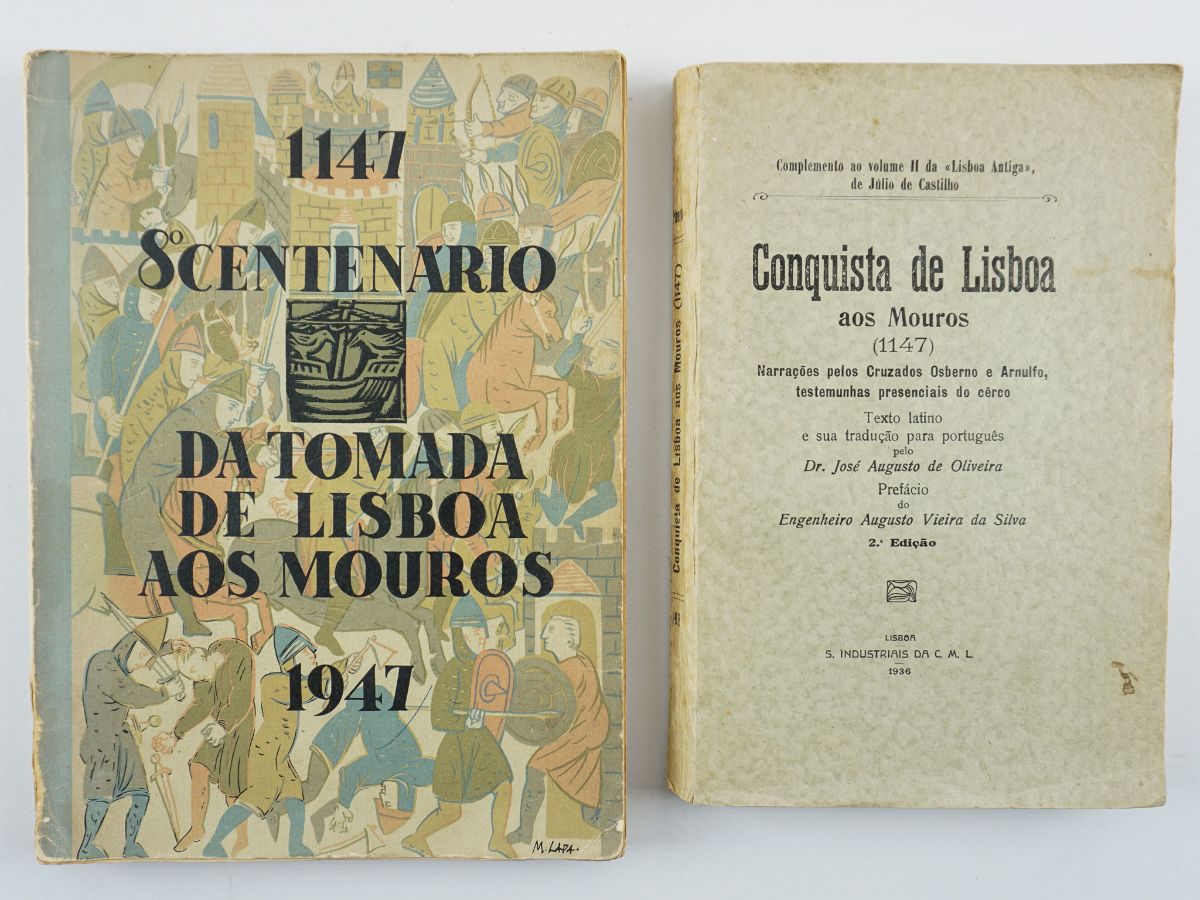 1147
8º CENTENÁRIO
DA TOMADA
DE LISBOA
AOS MOUROS
1947
M. LAPA.
Conquista de Lisboa aos Mouros (1147)
Complemento ao volume II da «Lisboa Antiga»,
de Júlio de Castilho
Conquista de Lisboa
aos Mouros
(1147)
Narrações pelos Cruzados Osberno e Arnulfo,
testemunhas presenciais do cêrco
Texto latino
e sua tradução para português
pelo
Dr. José Augusto de Oliveira
Prefácio
do
Engenheiro Augusto Vieira da Silva
2.ª Edição
LISBOA
S. INDUSTRIAIS DA C. M. L.
1936